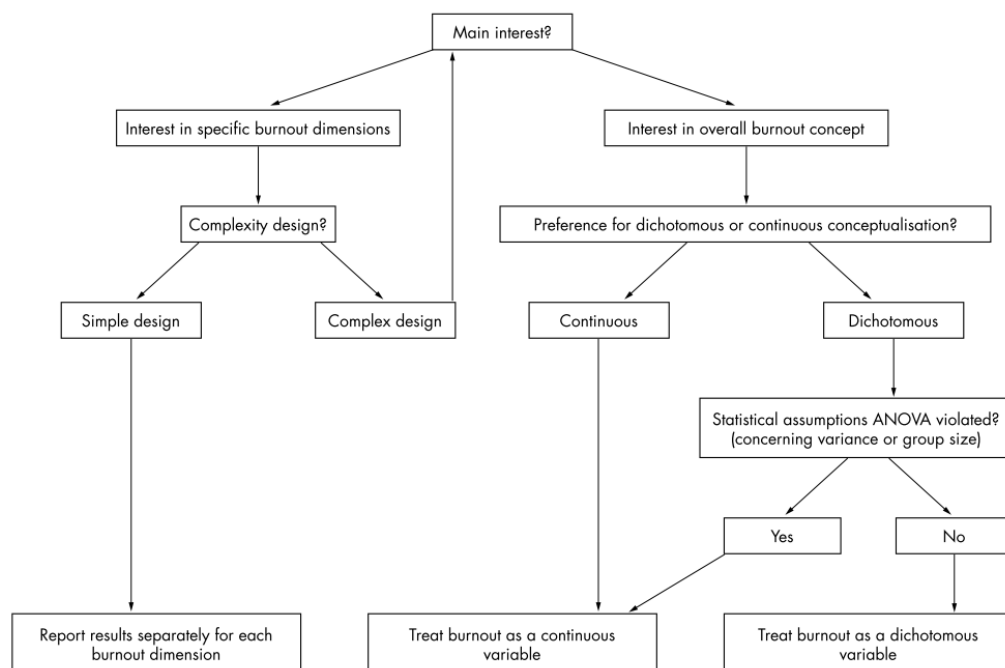 Main interest?
Interest in specific burnout dimensions
Interest in overall burnout concept
Complexity design?
Preference for dichotomous or continuous conceptualisation?
Simple design
Complex design
Continuous
Dichotomous
Statistical assumptions ANOVA violated?
(concerning variance or group size)
Yes
No
Report results separately for each
burnout dimension
Treat burnout as a continuous
variable
Treat burnout as a dichotomous
variable